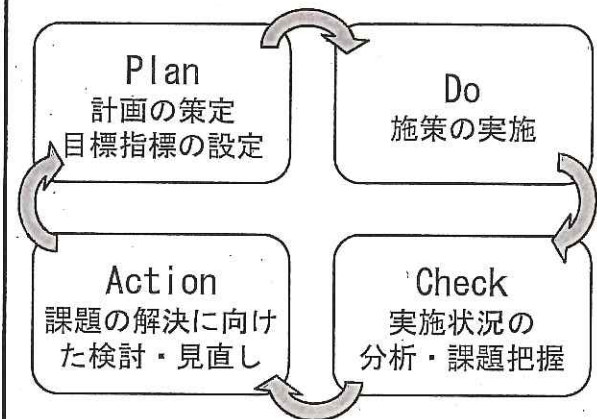 Plan
計画の策定
目標指標の設定
Do
施策の実施
Check
実施状況の
分析・課題把握
Action
課題の解決に向け
た検討・見直し